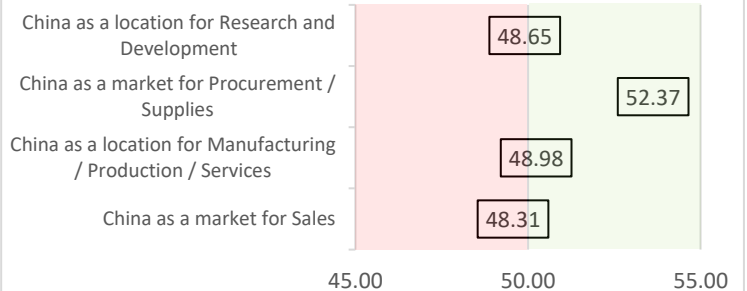 China as a location for Research and
Development
48.65
China as a market for Procurement /
Supplies
52.37
China as a location for Manufacturing
/ Production / Services
48.98
China as a market for Sales
48.31
45.00
50.00
55.00